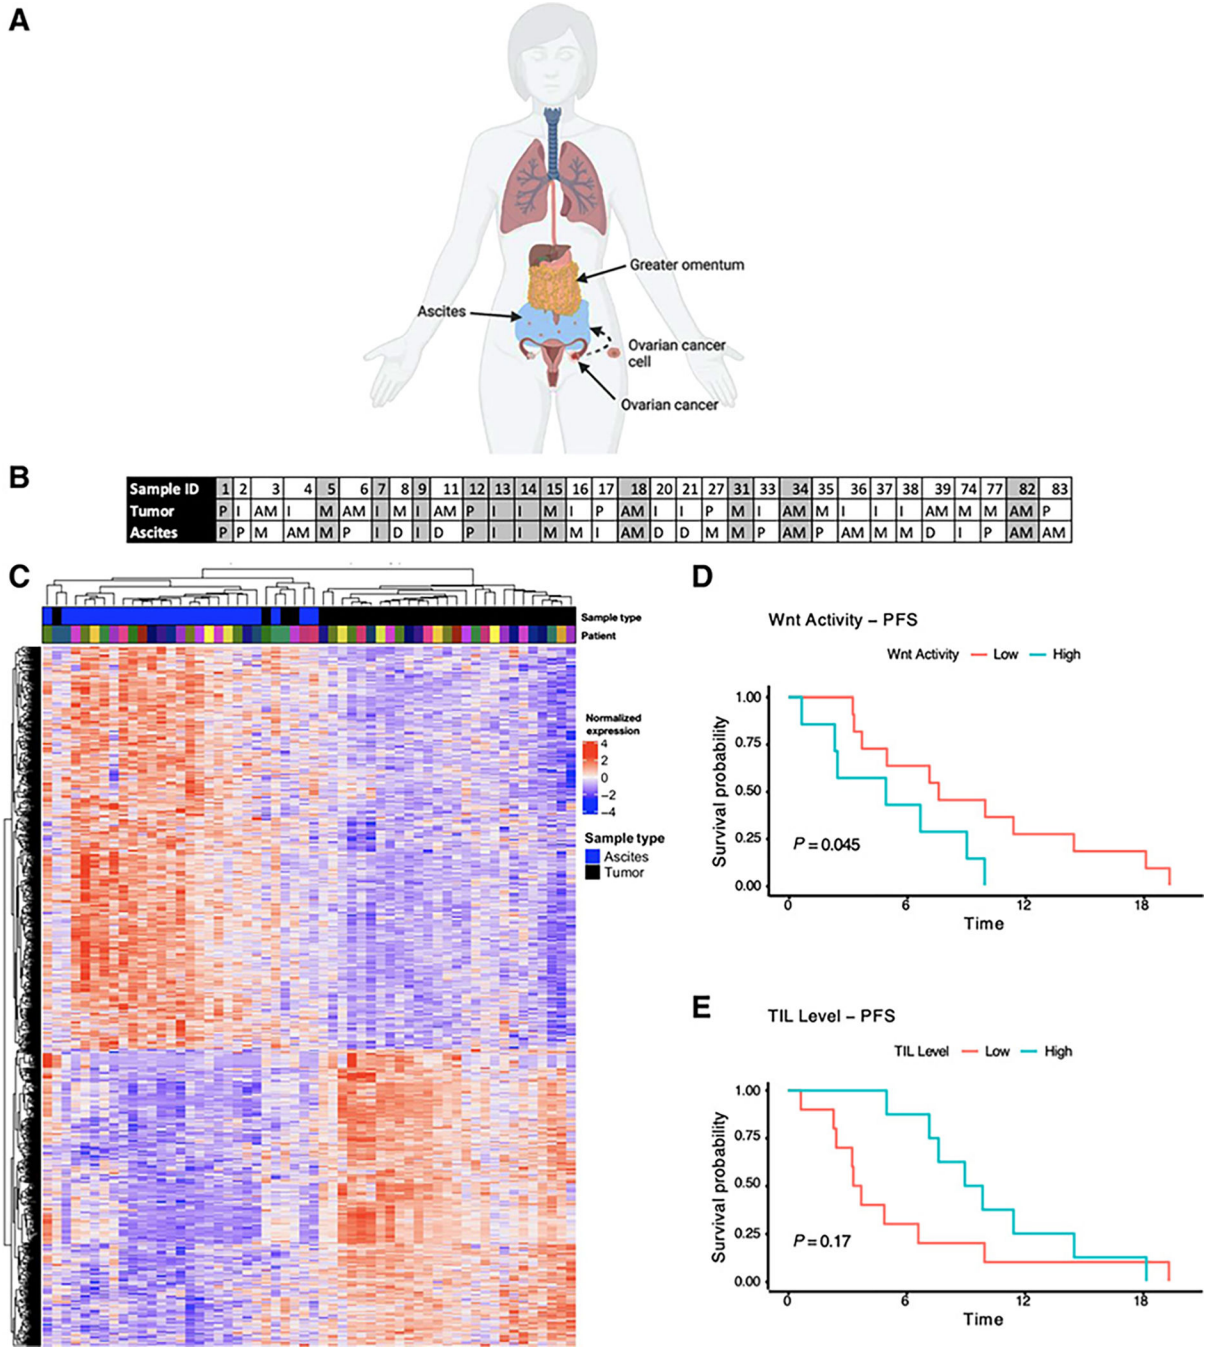 A
Greater omentum
Ascites
Ovarian cancer
cell
Ovarian cancer
B
Sample ID 1 2 3 4 5 6 7 8 9 11 12 13 14 15 16 17 18 20 21 27 31 33 34 35 36 37 38 39 74 77 82 83
Tumor P I AM I M AM I M I AM P I I M I P AM I I P M I AM M I I I AM M M AM P
Ascites P P M AM M P I D I D P I I M M I AM D D M M P AM P AM M M D I P AM AM
C
Sample type
Patient
Normalized
expression
4
2
0
−2
−4
Sample type
Ascites
Tumor
D
Wnt Activity – PFS
Wnt Activity Low High
Survival probability
1.00
0.75
0.50
0.25
0.00
P = 0.045
0 6 12 18
Time
E
TIL Level – PFS
TIL Level Low High
Survival probability
1.00
0.75
0.50
0.25
0.00
P = 0.17
0 6 12 18
Time